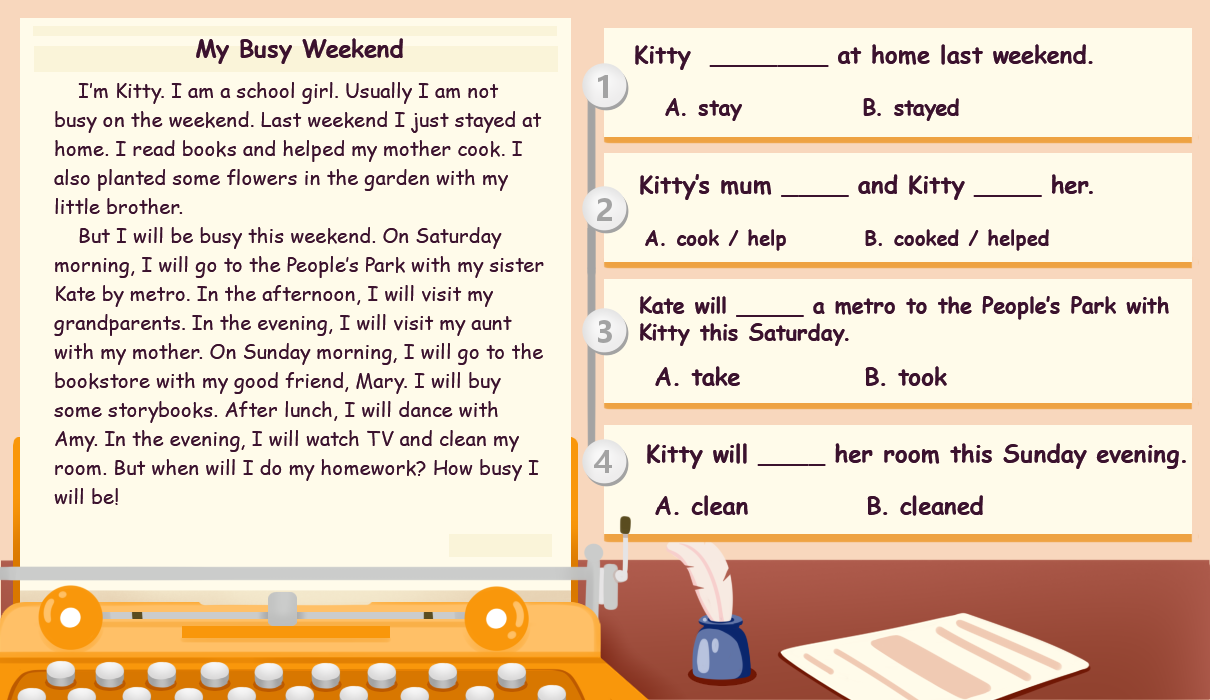 My Busy Weekend
I'm Kitty. I am a school girl. Usually I am not
busy on the weekend. Last weekend I just stayed at
home. I read books and helped my mother cook. I
also planted some flowers in the garden with my
little brother.
But I will be busy this weekend. On Saturday
morning, I will go to the People's Park with my sister
Kate by metro. In the afternoon, I will visit my
grandparents. In the evening, I will visit my aunt
with my mother. On Sunday morning, I will go to the
bookstore with my good friend, Mary. I will buy
some storybooks. After lunch, I will dance with
Amy. In the evening, I will watch TV and clean my
room. But when will I do my homework? How busy I
will be!
1
Kitty _______ at home last weekend.
A. stay B. stayed
2
Kitty's mum ____ and Kitty ____ her.
A. cook / help B. cooked / helped
3
Kate will ____ a metro to the People's Park with
Kitty this Saturday.
A. take B. took
4
Kitty will ____ her room this Sunday evening.
A. clean B. cleaned